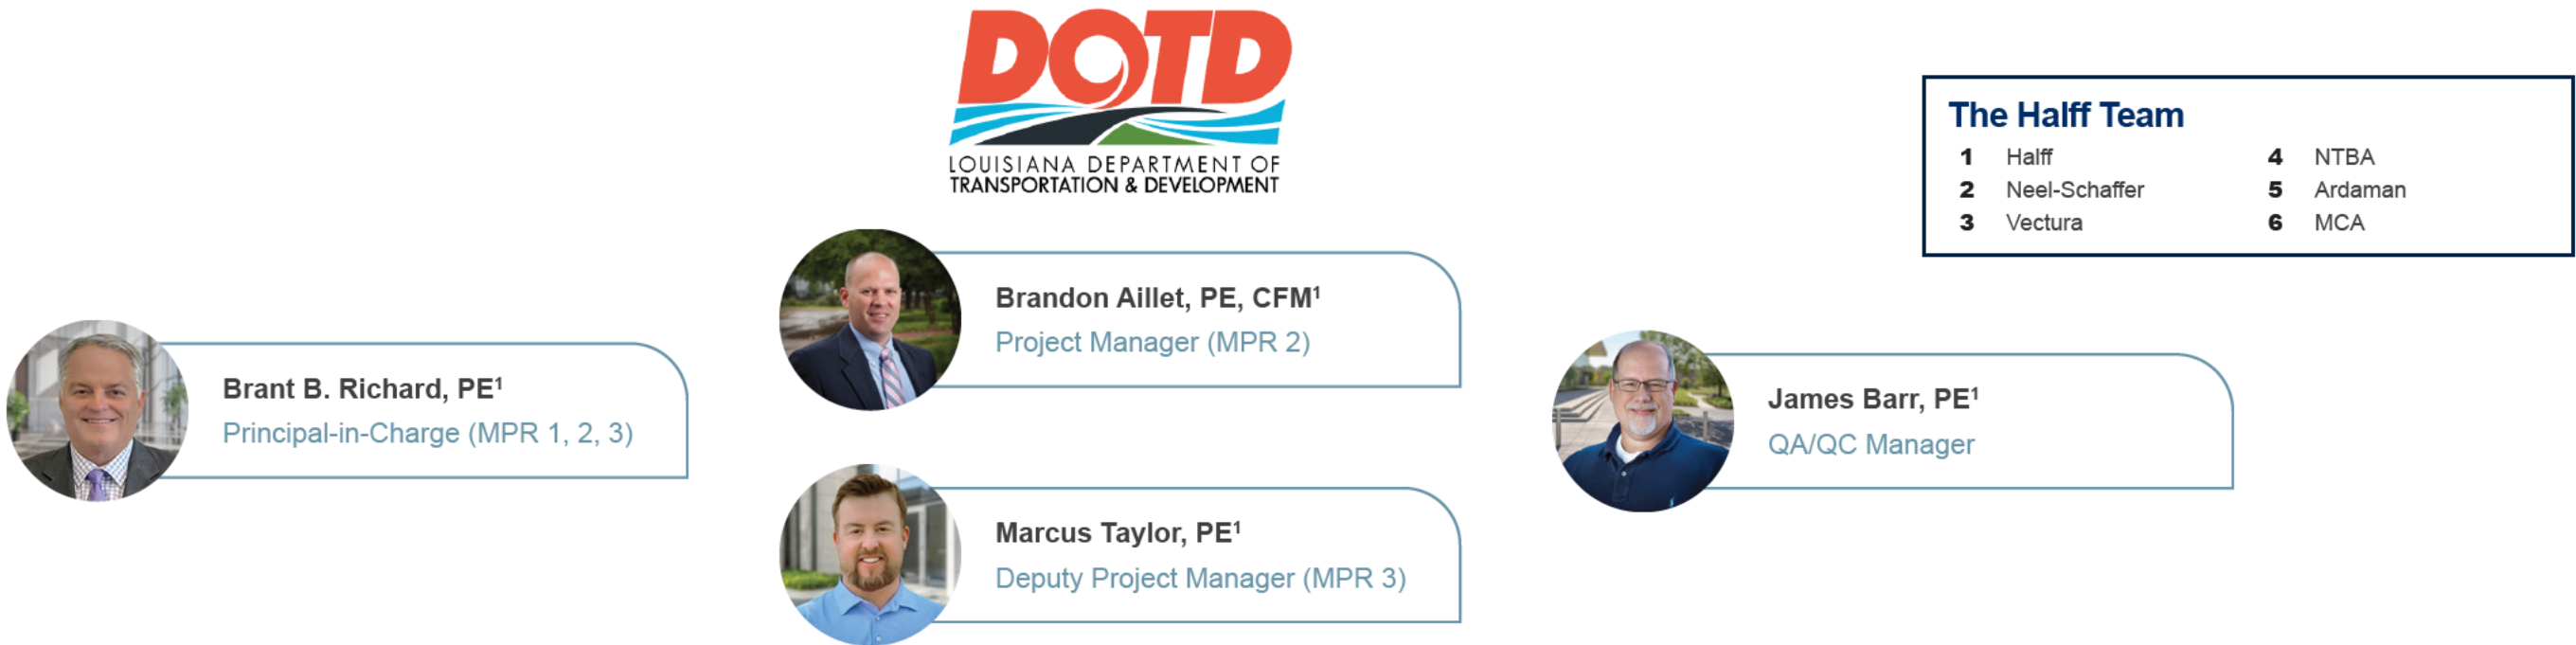 DOTD
LOUISIANA DEPARTMENT OF
TRANSPORTATION & DEVELOPMENT
The Halff Team
1 Halff
2 Neel-Schaffer
3 Vectura
4 NTBA
5 Ardaman
6 MCA
Brandon Aillet, PE, CFM¹
Project Manager (MPR 2)
Brant B. Richard, PE¹
Principal-in-Charge (MPR 1, 2, 3)
James Barr, PE¹
QA/QC Manager
Marcus Taylor, PE¹
Deputy Project Manager (MPR 3)